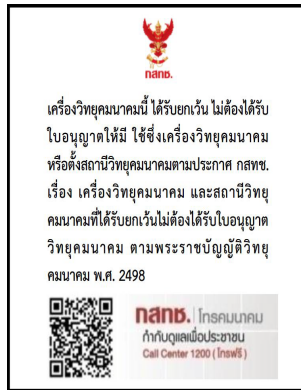 กสทช.
เครื่องวิทยุคมนาคมนี้ ได้รับยกเว้น ไม่ต้องได้รับ
ใบอนุญาตให้มี ใช้ซึ่งเครื่องวิทยุคมนาคม
หรือตั้งสถานีวิทยุคมนาคมตามประกาศ กสทช.
เรื่อง เครื่องวิทยุคมนาคม และสถานีวิทยุ
คมนาคมที่ได้รับยกเว้นไม่ต้องได้รับใบอนุญาต
วิทยุคมนาคม ตามพระราชบัญญัติวิทยุ
คมนาคม พ.ศ. 2498
กสทช. โทรคมนาคม
กำกับดูแลเพื่อประชาชน
Call Center 1200 (โทรฟรี)